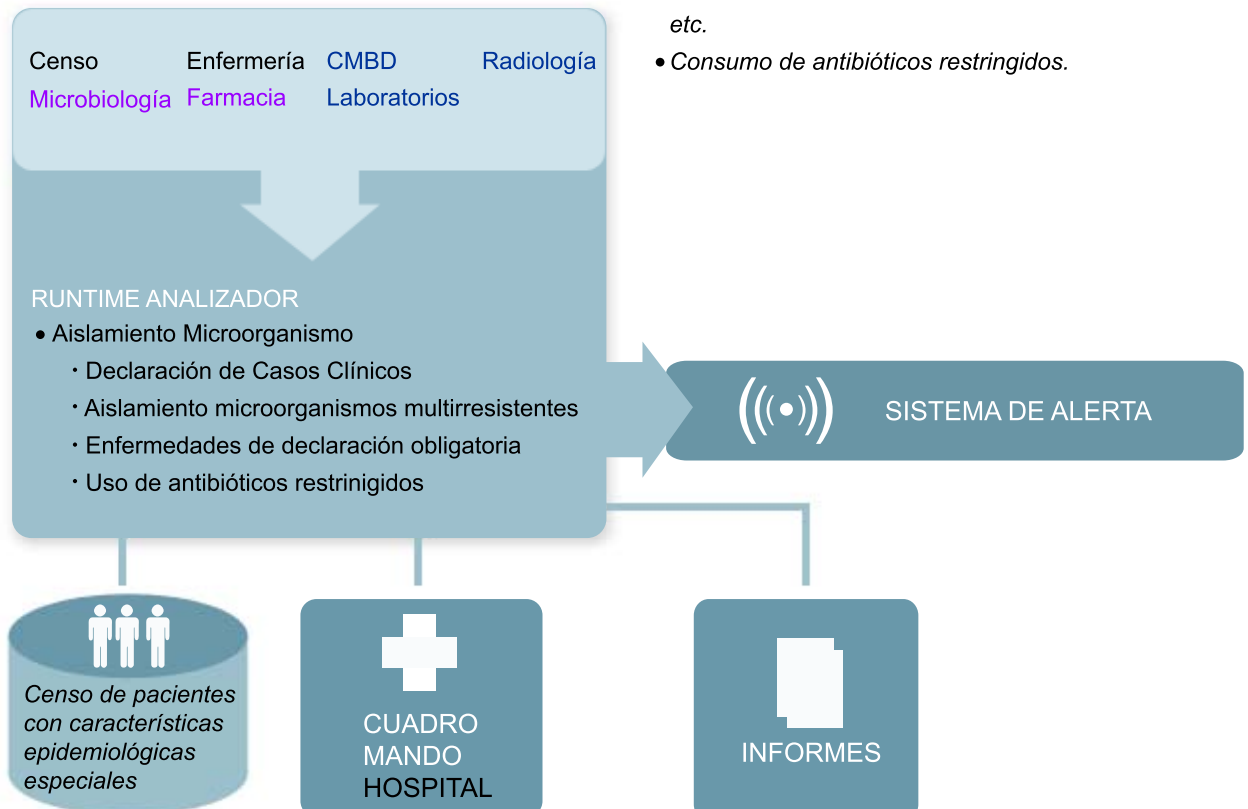 etc.
• Consumo de antibióticos restringidos.
Censo Enfermería CMBD Radiología
Microbiología Farmacia Laboratorios
RUNTIME ANALIZADOR
• Aislamiento Microorganismo
· Declaración de Casos Clínicos
· Aislamiento microorganismos multirresistentes
· Enfermedades de declaración obligatoria
· Uso de antibióticos restrinigidos
SISTEMA DE ALERTA
Censo de pacientes
con características
epidemiológicas
especiales
CUADRO
MANDO
HOSPITAL
INFORMES